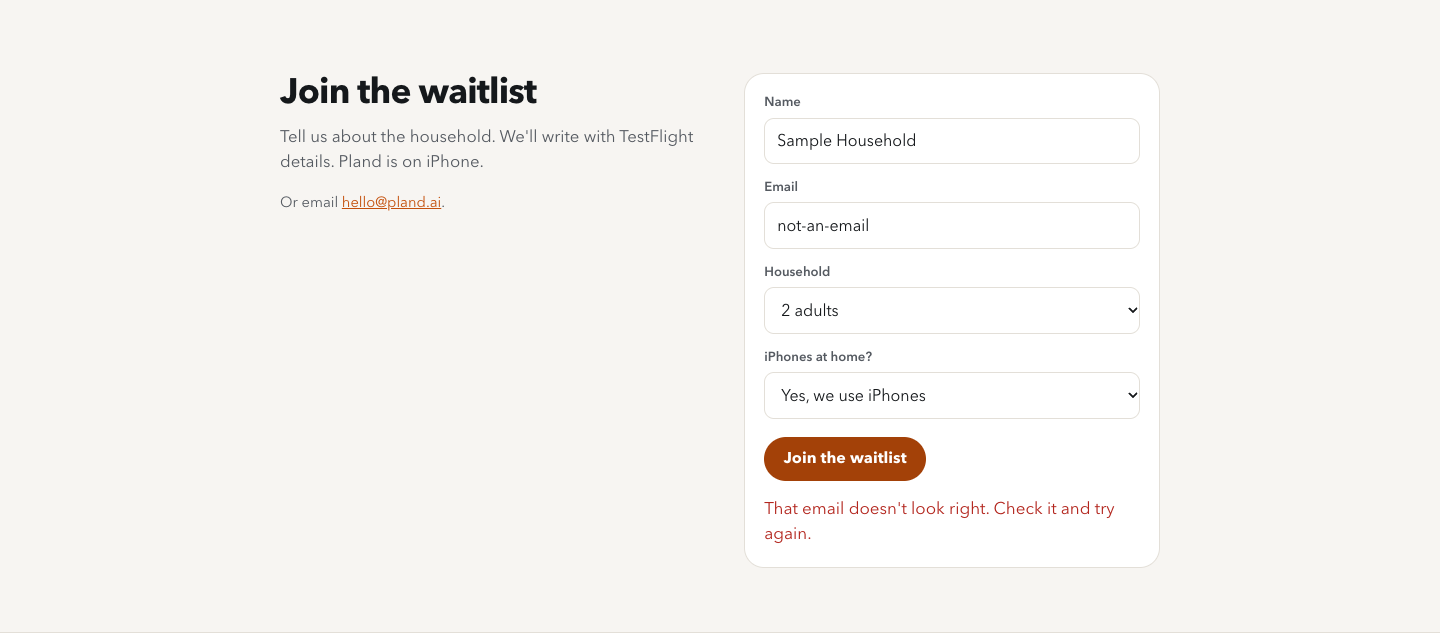 Join the waitlist
Tell us about the household. We'll write with TestFlight
details. Pland is on iPhone.
Or email hello@pland.ai.
Name
Sample Household
Email
not-an-email
Household
2 adults
iPhones at home?
Yes, we use iPhones
Join the waitlist
That email doesn't look right. Check it and try
again.